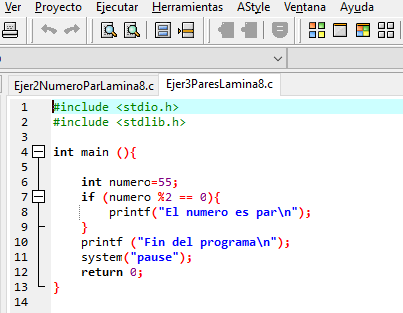 Ver Proyecto Ejecutar Herramientas AStyle Ventana Ayuda
Ejer2NumeroParLamina8.c Ejer3ParesLamina8.c
1 #include <stdio.h>
2 #include <stdlib.h>
3
4 int main (){
5
6 int numero=55;
7 if (numero %2 == 0){
8 printf("El numero es par\n");
9 }
10 printf ("Fin del programa\n");
11 system("pause");
12 return 0;
13 }
14